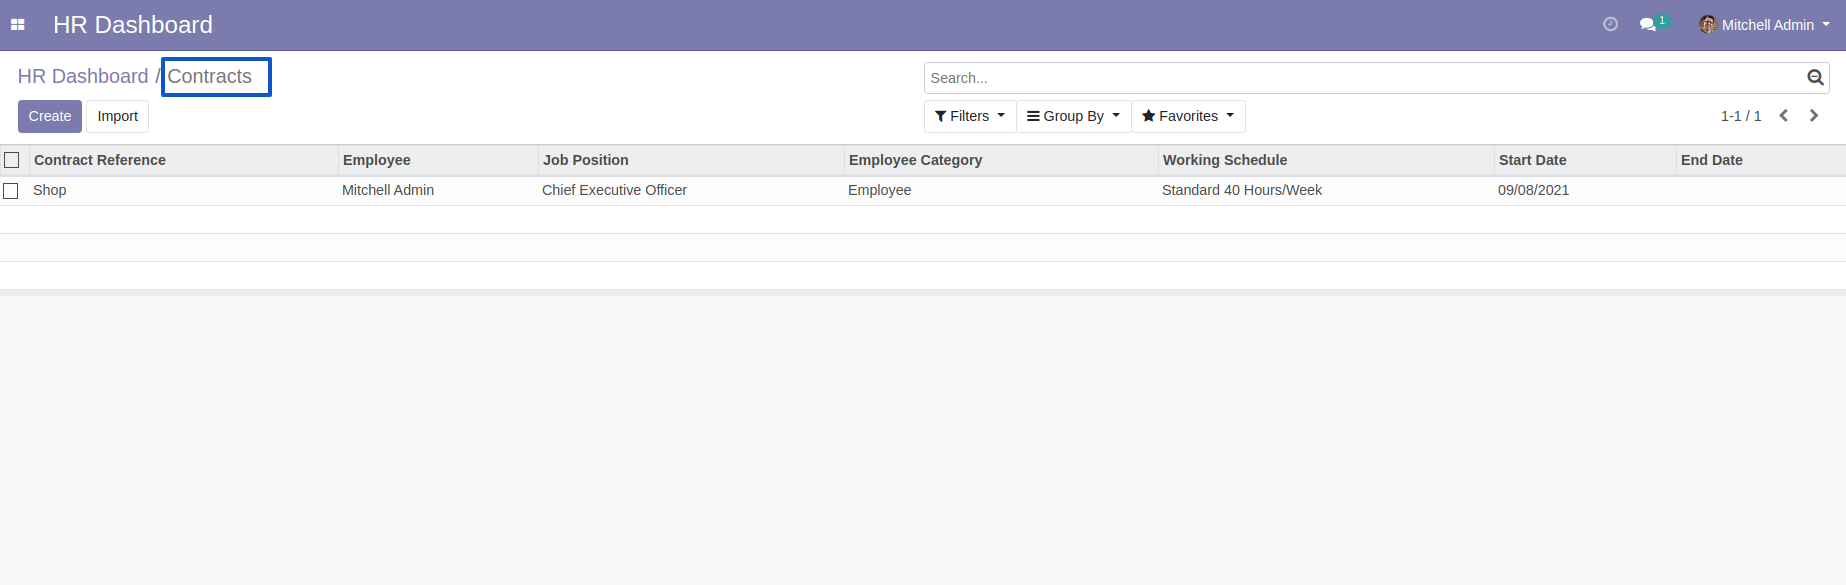 HR Dashboard
1
Mitchell Admin
HR Dashboard / Contracts
Search...
Create
Import
Filters
Group By
Favorites
1-1 / 1
Contract Reference Employee Job Position Employee Category Working Schedule Start Date End Date
Shop Mitchell Admin Chief Executive Officer Employee Standard 40 Hours/Week 09/08/2021